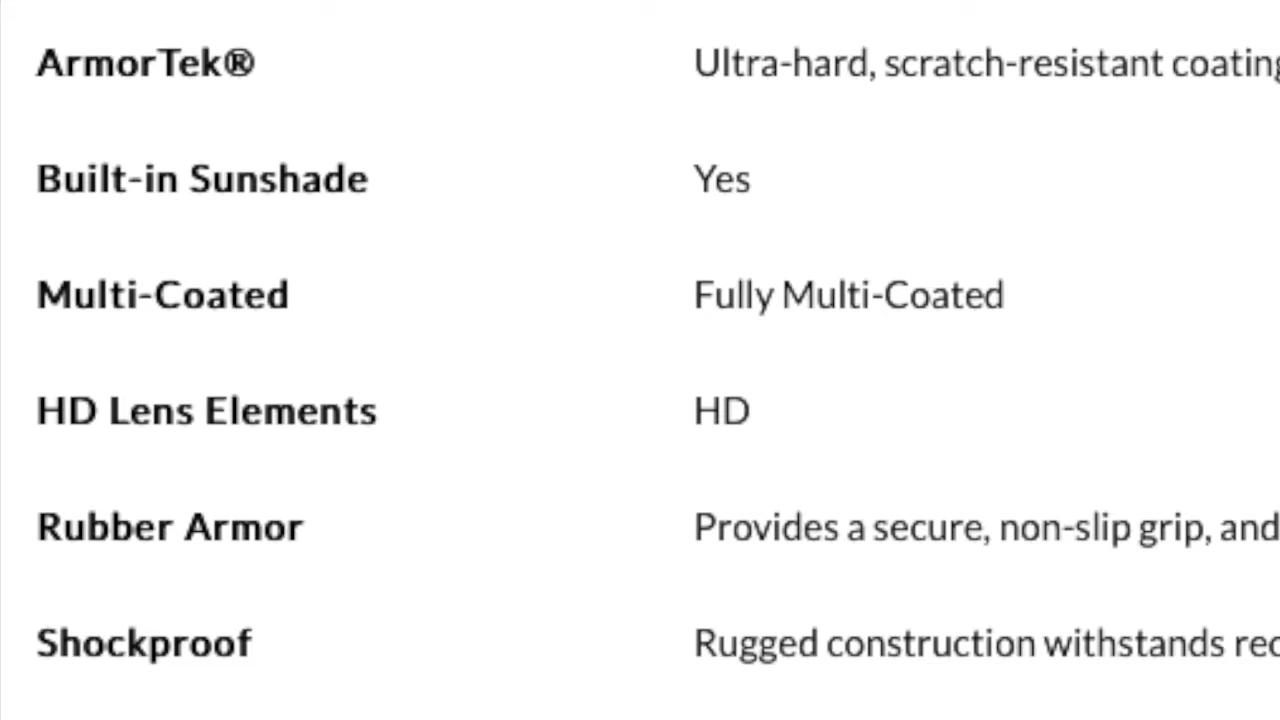 ArmorTek® Ultra-hard, scratch-resistant coating
Built-in Sunshade Yes
Multi-Coated Fully Multi-Coated
HD Lens Elements HD
Rubber Armor Provides a secure, non-slip grip, and
Shockproof Rugged construction withstands